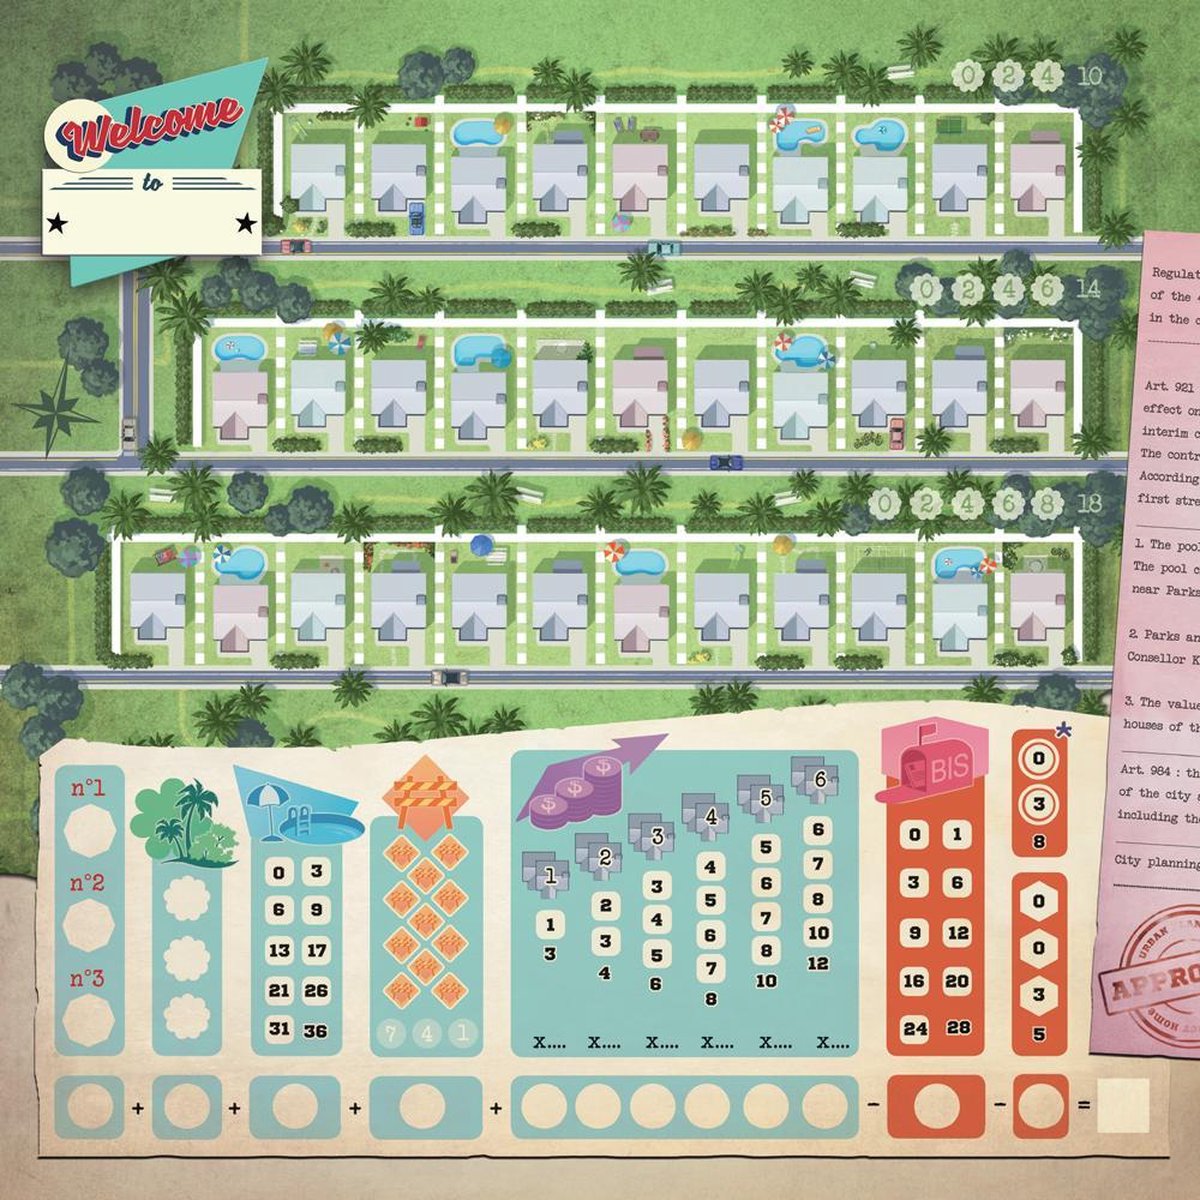 Welcome
to
0 2 4 10
0 2 4 6 14
0 2 4 6 8 18
Regulat
of the
in the c
Art. 921
effect on
interim c
The contr
According
first stre
1. The pool
The pool c
near Parks
2. Parks an
Consellor K
3. The value
houses of th
Art. 984 : th
of the city a
including the
City planning
URBAN
APPRO
n°1
n°2
n°3
0 3
6 9
13 17
21 26
31 36
7 4 1
$ $ $
1 2 3 4 5 6
1
3
2
3
4
3
4
5
6
4
5
6
7
8
5
6
7
8
10
6
7
8
10
12
x.... x.... x.... x.... x.... x....
BIS
0 1
3 6
9 12
16 20
24 28
*
0
3
8
0
0
3
5
+ + + + - - =